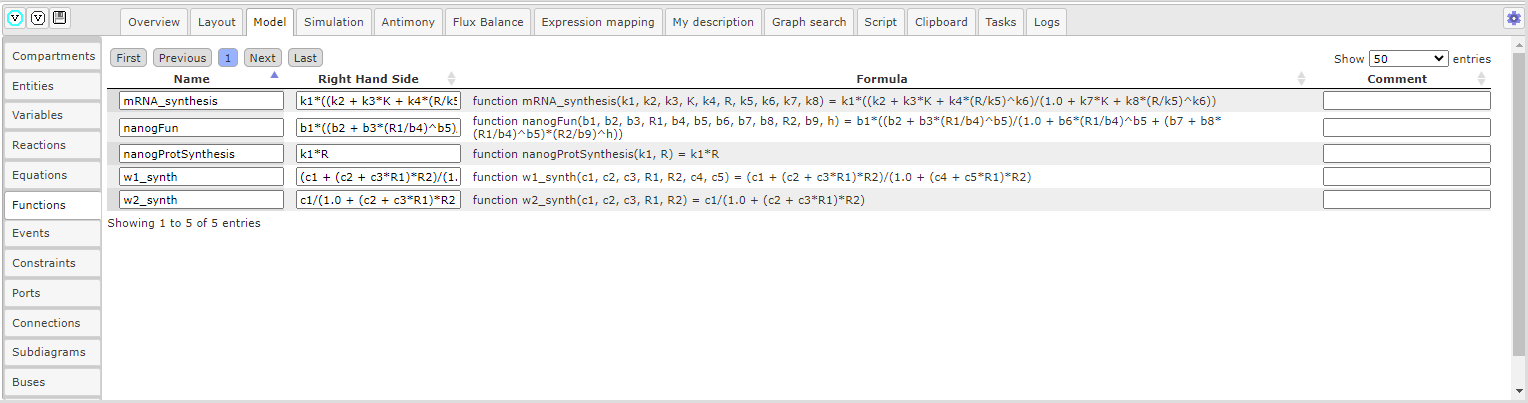 Overview Layout Model Simulation Antimony Flux Balance Expression mapping My description Graph search Script Clipboard Tasks Logs
Compartments
Entities
Variables
Reactions
Equations
Functions
Events
Constraints
Ports
Connections
Subdiagrams
Buses
First Previous 1 Next Last
Show 50 entries
Name Right Hand Side Formula Comment
mRNA_synthesis k1*((k2 + k3*K + k4*(R/k5 function mRNA_synthesis(k1, k2, k3, K, k4, R, k5, k6, k7, k8) = k1*((k2 + k3*K + k4*(R/k5)^k6)/(1.0 + k7*K + k8*(R/k5)^k6))
nanogFun b1*((b2 + b3*(R1/b4)^b5), function nanogFun(b1, b2, b3, R1, b4, b5, b6, b7, b8, R2, b9, h) = b1*((b2 + b3*(R1/b4)^b5)/(1.0 + b6*(R1/b4)^b5 + (b7 + b8*
(R1/b4)^b5)*(R2/b9)^h))
nanogProtSynthesis k1*R function nanogProtSynthesis(k1, R) = k1*R
w1_synth (c1 + (c2 + c3*R1)*R2)/(1. function w1_synth(c1, c2, c3, R1, R2, c4, c5) = (c1 + (c2 + c3*R1)*R2)/(1.0 + (c4 + c5*R1)*R2)
w2_synth c1/(1.0 + (c2 + c3*R1)*R2 function w2_synth(c1, c2, c3, R1, R2) = c1/(1.0 + (c2 + c3*R1)*R2)
Showing 1 to 5 of 5 entries